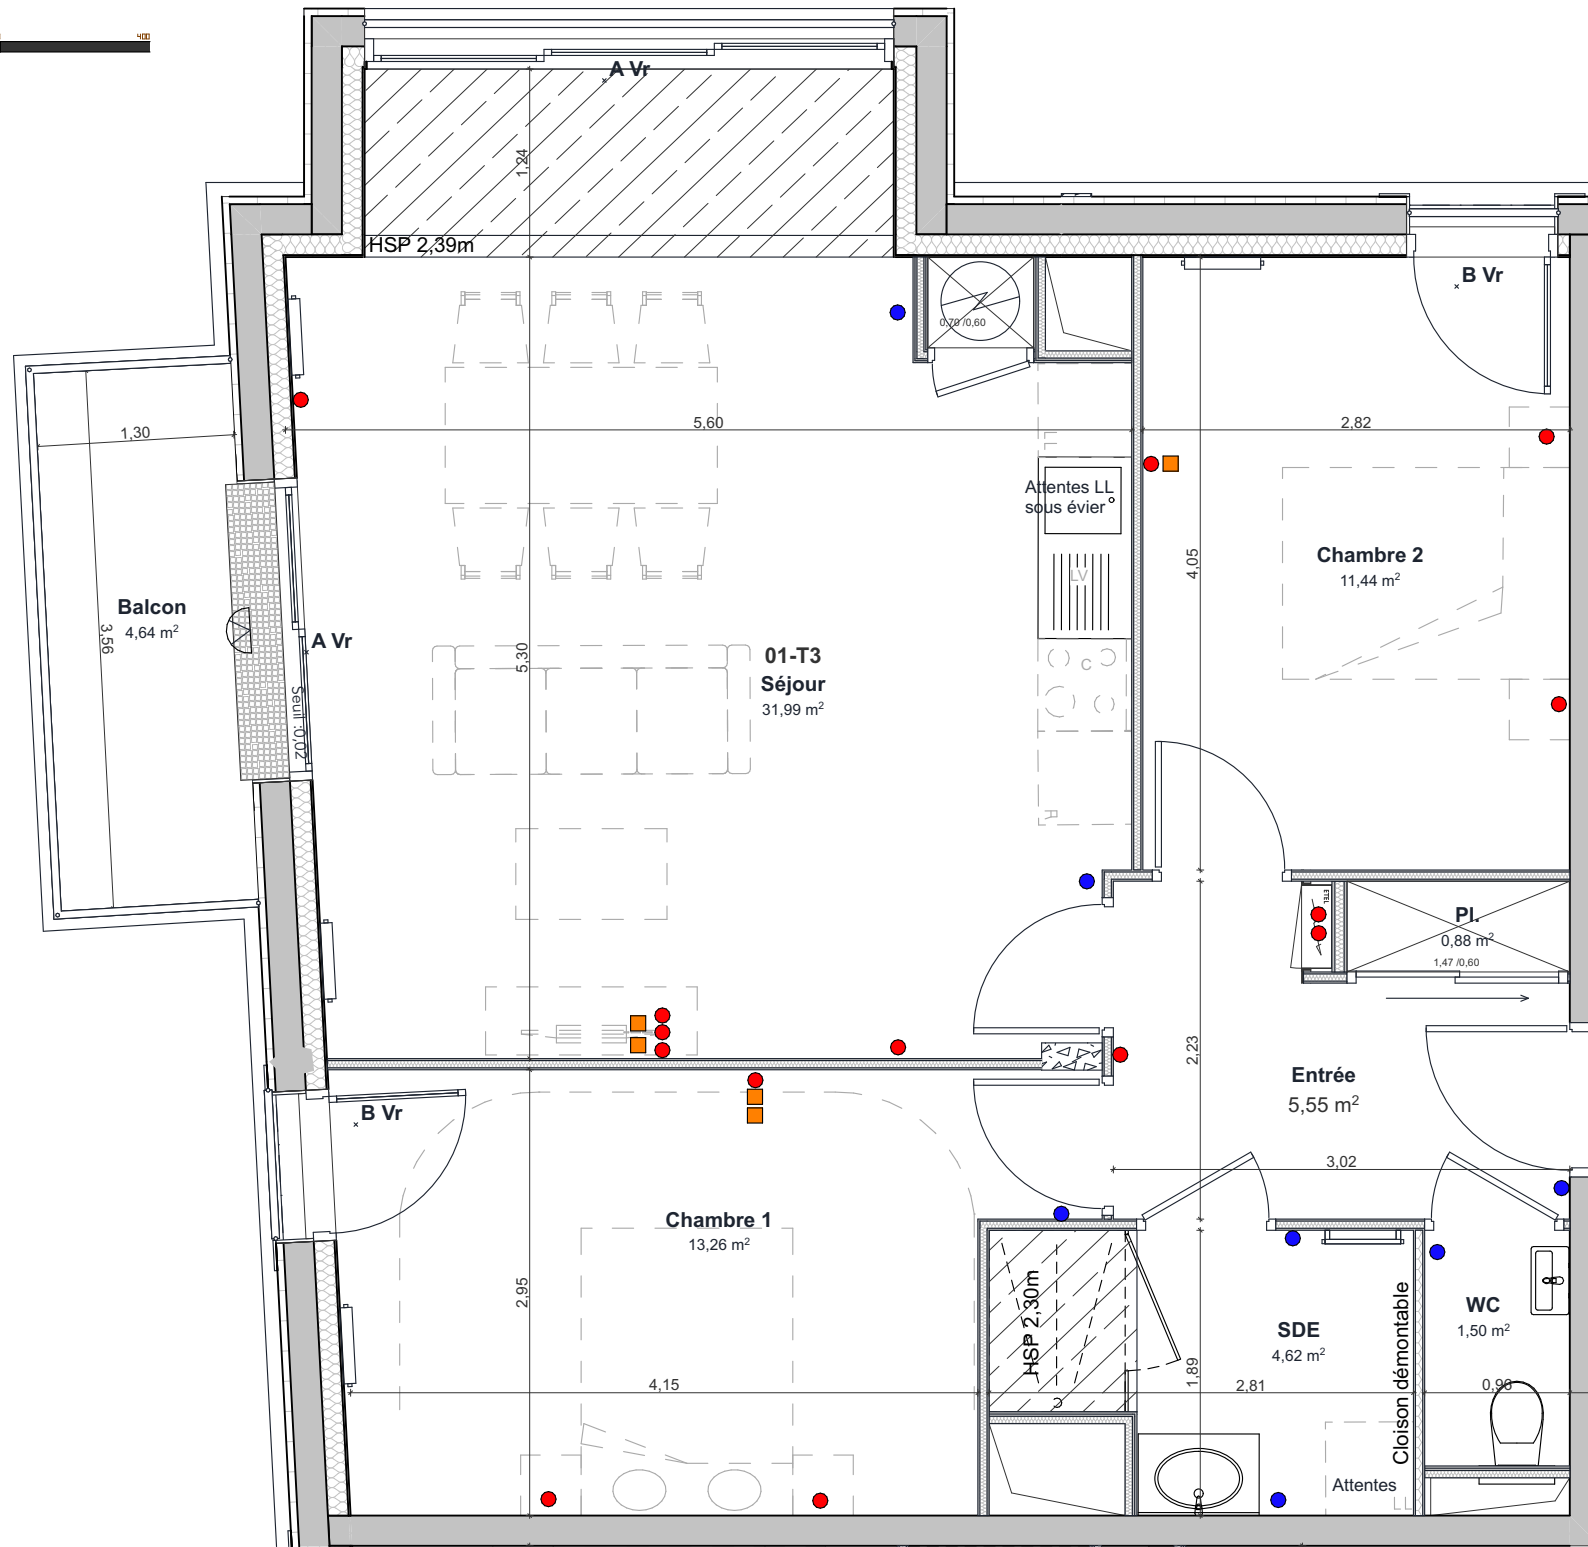 400
A Vr
1,24
HSP 2,39m
B Vr
0,70 /0,60
1,30
5,60
2,82
Attentes LL
sous évier
4,05
Chambre 2
11,44 m²
LV
Balcon
4,64 m²
3,56
A Vr
5,30
01-T3
Séjour
31,99 m²
C
Seuil :0,02
ETEL
Pl.
0,88 m²
1,47 /0,60
2,23
Entrée
5,55 m²
B Vr
3,02
Chambre 1
13,26 m²
2,95
HSP 2,30m
Cloison démontable
WC
1,50 m²
SDE
4,62 m²
1,89
4,15
2,81
0,96
Attentes